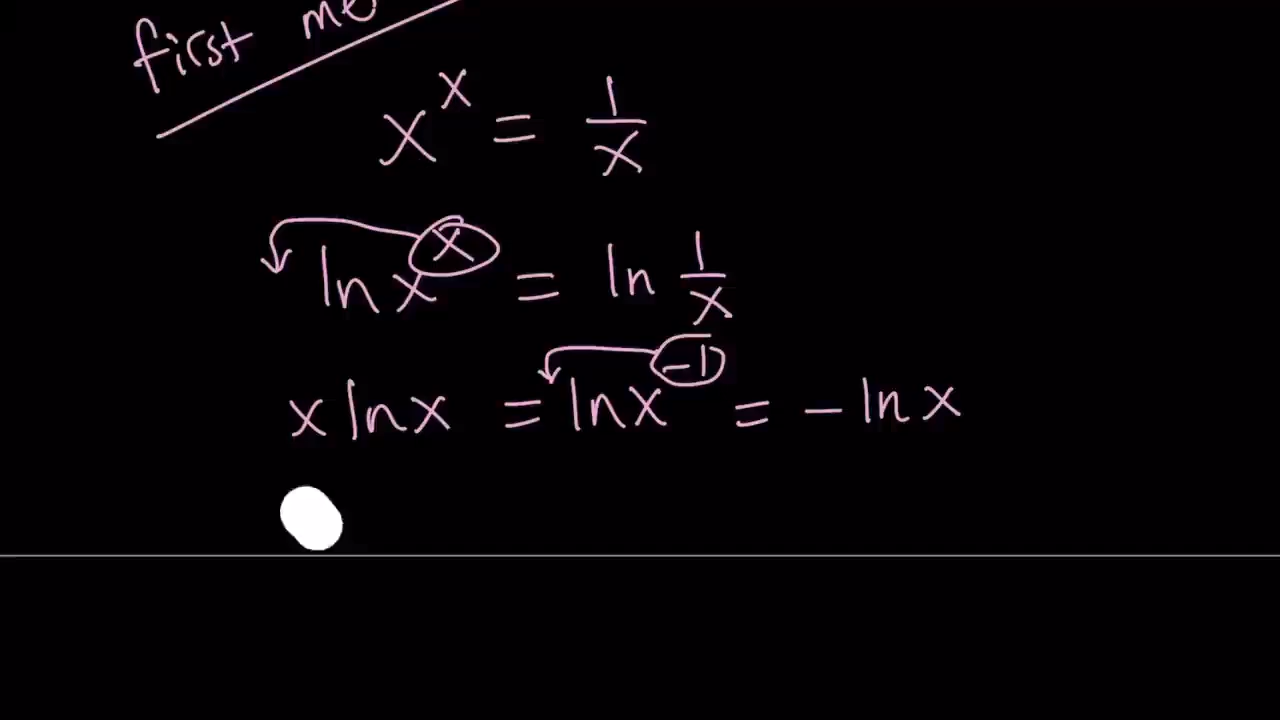 first
x^x = 1/x
ln x^x = ln 1/x
x ln x = ln x^-1 = - ln x